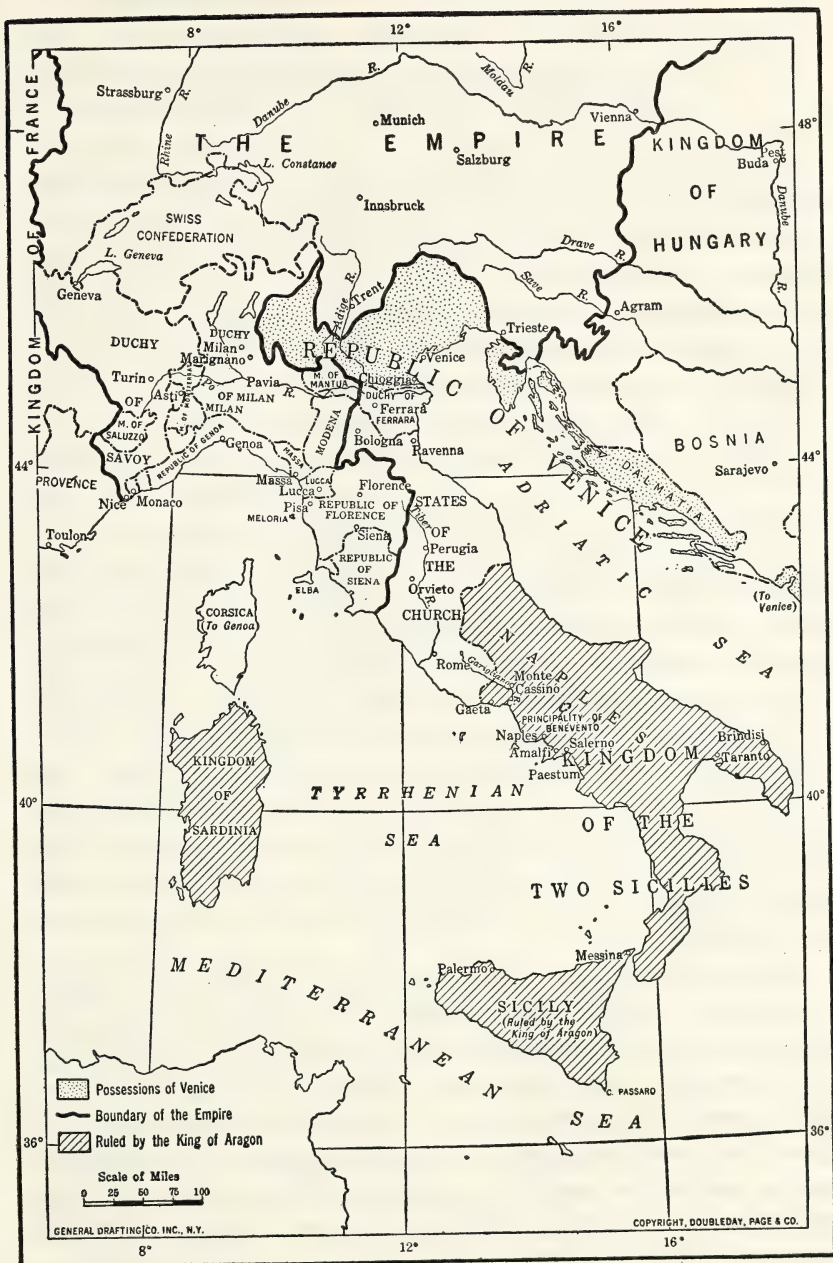 8°
12°
16°
KINGDOM OF FRANCE
Strassburg
Rhine R.
Danube R.
Moldau R.
Munich
Vienna
THE EMPIRE
Salzburg
48°
KINGDOM
OF
HUNGARY
Pest
Buda
Danube R.
L. Constance
Innsbruck
SWISS
CONFEDERATION
L. Geneva
Geneva
Drave R.
Save R.
Agram
Adige R.
Trent
Trieste
DUCHY
OF
SAVOY
DUCHY
OF MILAN
Milan
Marignano
Turin
Asti
Pavia
Po R.
M. OF
SALUZZO
REPUBLIC OF VENICE
Venice
M. OF
MANTUA
Chioggia
DUCHY OF
FERRARA
Ferrara
MODENA
Bologna
Ravenna
REPUBLIC OF GENOA
Genoa
BOSNIA
Sarajevo
DALMATIA
44°
44°
PROVENCE
Nice
Monaco
Toulon
MASSA
Massa
LUCCA
Lucca
Pisa
MELORIA
Florence
REPUBLIC OF
FLORENCE
Siena
REPUBLIC
OF
SIENA
ELBA
STATES
OF
THE
CHURCH
Tiber
R.
Perugia
Orvieto
Rome
ADRIATIC SEA
(To
Venice)
CORSICA
(To Genoa)
NAPLES
Garigliano R.
Monte
Cassino
Gaeta
PRINCIPALITY OF
BENEVENTO
Naples
Amalfi
Salerno
Paestum
Brindisi
Taranto
KINGDOM
OF THE
TWO SICILIES
KINGDOM
OF
SARDINIA
TYRRHENIAN
SEA
40°
40°
Messina
Palermo
SICILY
(Ruled by the
King of Aragon)
C. PASSARO
MEDITERRANEAN
SEA
Possessions of Venice
Boundary of the Empire
Ruled by the King of Aragon
36°
36°
Scale of Miles
0 25 50 75 100
GENERAL DRAFTING CO. INC., N.Y.
COPYRIGHT, DOUBLEDAY, PAGE & CO.
8°
12°
16°